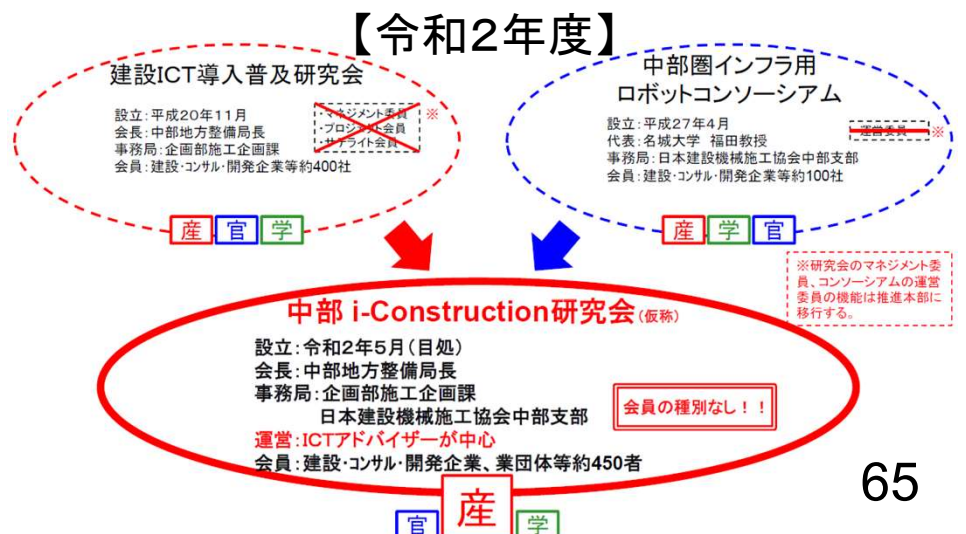 【令和2年度】
建設ICT導入普及研究会
設立:平成20年11月
会長:中部地方整備局長
事務局:企画部施工企画課
会員:建設・コンサル・開発企業等約400社
・マネジメント委員
・プロジェクト会員
・サテライト会員
※
産 官 学
中部圏インフラ用
ロボットコンソーシアム
設立:平成27年4月
代表:名城大学 福田教授
事務局:日本建設機械施工協会中部支部
会員:建設・コンサル・開発企業等約100社
運営委員
※
産 学 官
※研究会のマネジメント委
員、コンソーシアムの運営
委員の機能は推進本部に
移行する。
中部 i-Construction研究会(仮称)
設立:令和2年5月(目処)
会長:中部地方整備局長
事務局:企画部施工企画課
日本建設機械施工協会中部支部
運営:ICTアドバイザーが中心
会員:建設・コンサル・開発企業、業団体等約450者
会員の種別なし!!
官 産 学
65